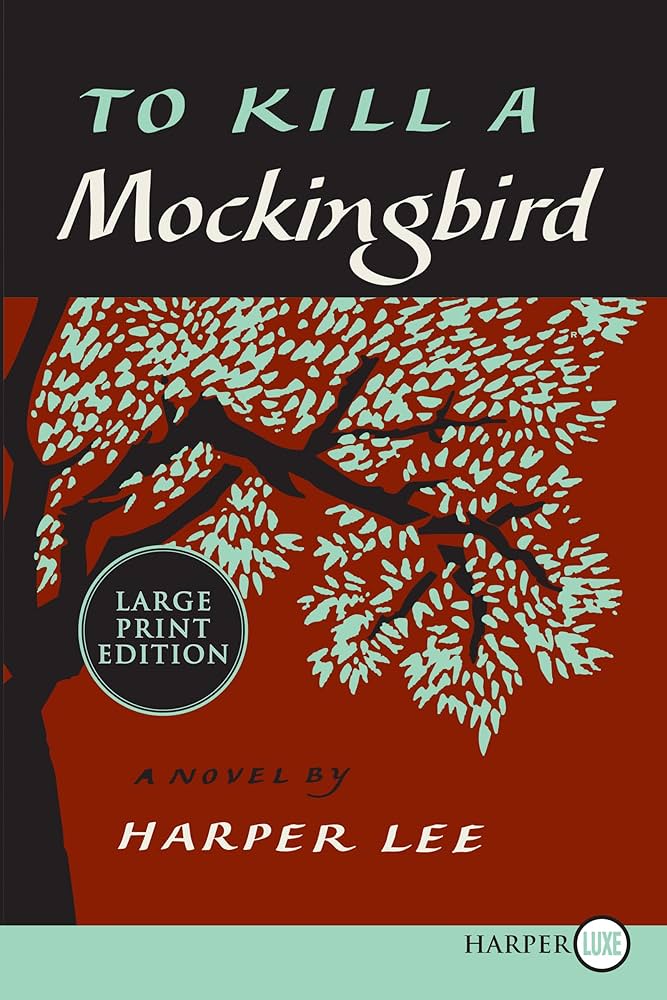 TO KILL A
Mockingbird
LARGE
PRINT
EDITION
A NOVEL BY
HARPER LEE
HARPER LUXE